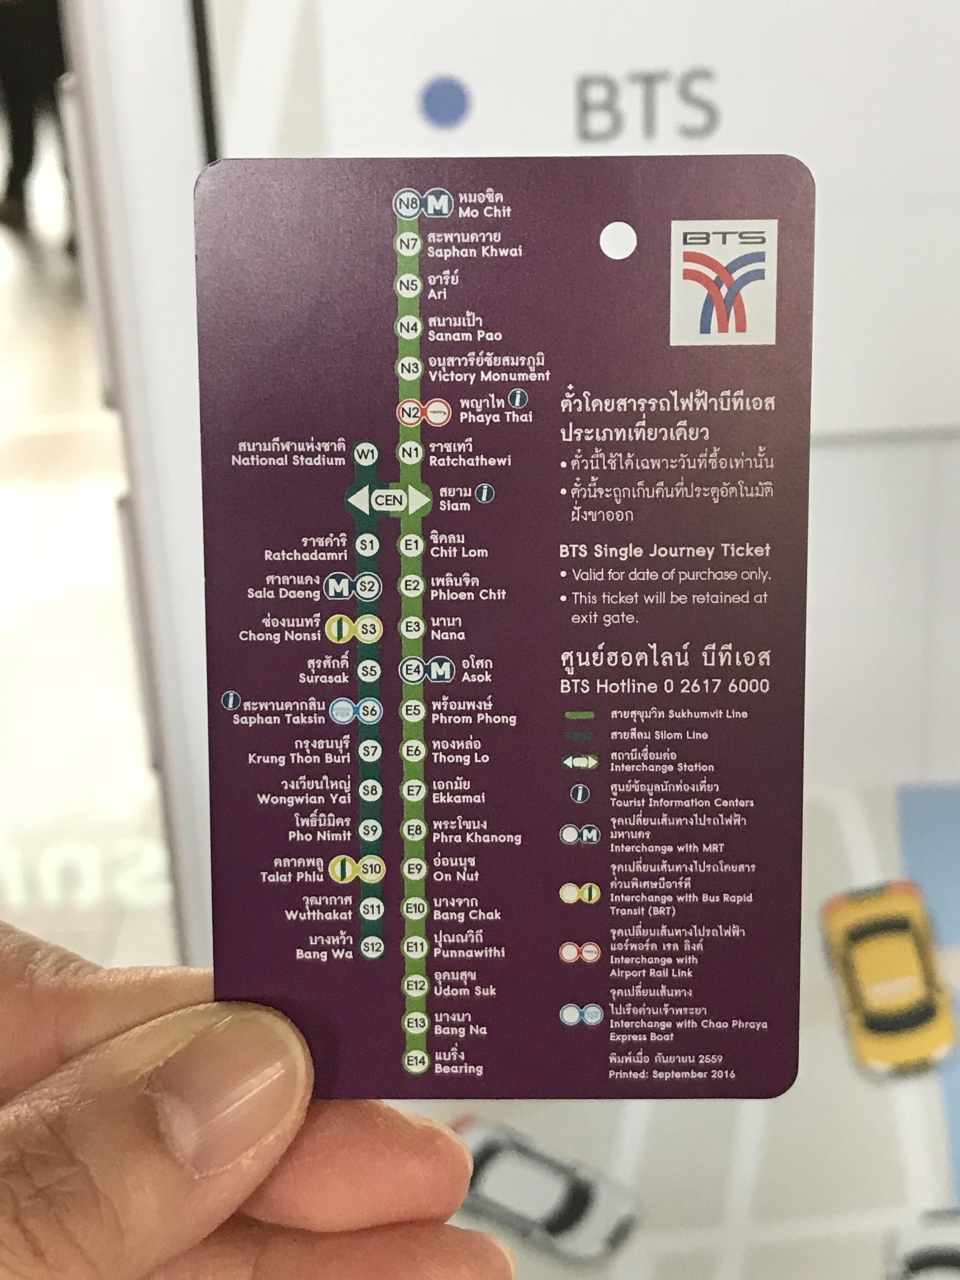 BTS
N8 M หมอชิต
Mo Chit
N7 สะพานควาย
Saphan Khwai
N5 อารีย์
Ari
N4 สนามเป้า
Sanam Pao
N3 อนุสาวรีย์ชัยสมรภูมิ
Victory Monument
N2 พญาไท i
Phaya Thai
N1 ราชเทวี
Ratchathewi
สนามกีฬาแห่งชาติ W1
National Stadium
CEN สยาม i
Siam
ราชดำริ S1
Ratchadamri
ศาลาแดง M S2
Sala Daeng
ช่องนนทรี S3
Chong Nonsi
สุรศักดิ์ S5
Surasak
i สะพานตากสิน S6
Saphan Taksin
กรุงธนบุรี S7
Krung Thon Buri
วงเวียนใหญ่ S8
Wongwian Yai
โพธิ์นิมิตร S9
Pho Nimit
ตลาดพลู S10
Talat Phlu
วุฒากาศ S11
Wutthakat
บางหว้า S12
Bang Wa
E1 ชิดลม
Chit Lom
E2 เพลินจิต
Phloen Chit
E3 นานา
Nana
E4 M อโศก
Asok
E5 พร้อมพงษ์
Phrom Phong
E6 ทองหล่อ
Thong Lo
E7 เอกมัย
Ekkamai
E8 พระโขนง
Phra Khanong
E9 อ่อนนุช
On Nut
E10 บางจาก
Bang Chak
E11 ปุณณวิถี
Punnawithi
E12 อุดมสุข
Udom Suk
E13 บางนา
Bang Na
E14 แบริ่ง
Bearing
BTS
ตั๋วโดยสารรถไฟฟ้าบีทีเอส
ประเภทเที่ยวเดียว
• ตั๋วนี้ใช้ได้เฉพาะวันที่ซื้อเท่านั้น
• ตั๋วนี้จะถูกเก็บคืนที่ประตูอัตโนมัติ
ฝั่งขาออก
BTS Single Journey Ticket
• Valid for date of purchase only.
• This ticket will be retained at
exit gate.
ศูนย์ฮอตไลน์ บีทีเอส
BTS Hotline 0 2617 6000
สายสุขุมวิท Sukhumvit Line
สายสีลม Silom Line
สถานีเชื่อมต่อ
Interchange Station
i ศูนย์ข้อมูลนักท่องเที่ยว
Tourist Information Centers
จุดเปลี่ยนเส้นทางไปรถไฟฟ้า
M มหานคร
Interchange with MRT
จุดเปลี่ยนเส้นทางไปรถโดยสาร
ด่วนพิเศษบีอาร์ที
Interchange with Bus Rapid
Transit (BRT)
จุดเปลี่ยนเส้นทางไปรถไฟฟ้า
แอร์พอร์ต เรล ลิงค์
Interchange with
Airport Rail Link
จุดเปลี่ยนเส้นทาง
ไปเรือด่วนเจ้าพระยา
Interchange with Chao Phraya
Express Boat
พิมพ์เมื่อ กันยายน 2559
Printed: September 2016